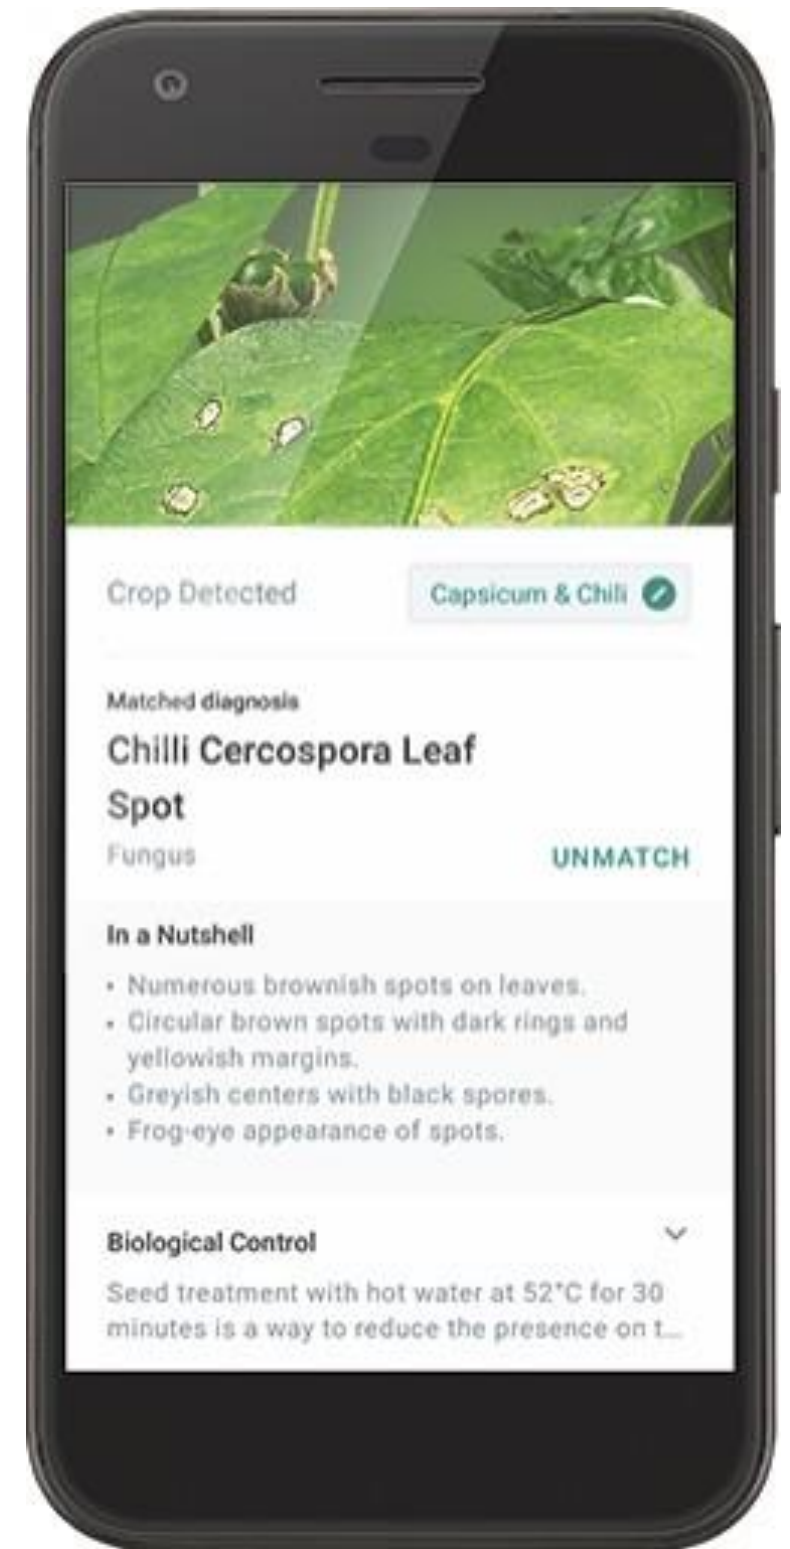 Crop Detected
Capsicum & Chili
Matched diagnosis
Chilli Cercospora Leaf
Spot
Fungus
UNMATCH
In a Nutshell
• Numerous brownish spots on leaves.
• Circular brown spots with dark rings and
yellowish margins.
• Greyish centers with black spores.
• Frog-eye appearance of spots.
Biological Control
Seed treatment with hot water at 52°C for 30
minutes is a way to reduce the presence on t...